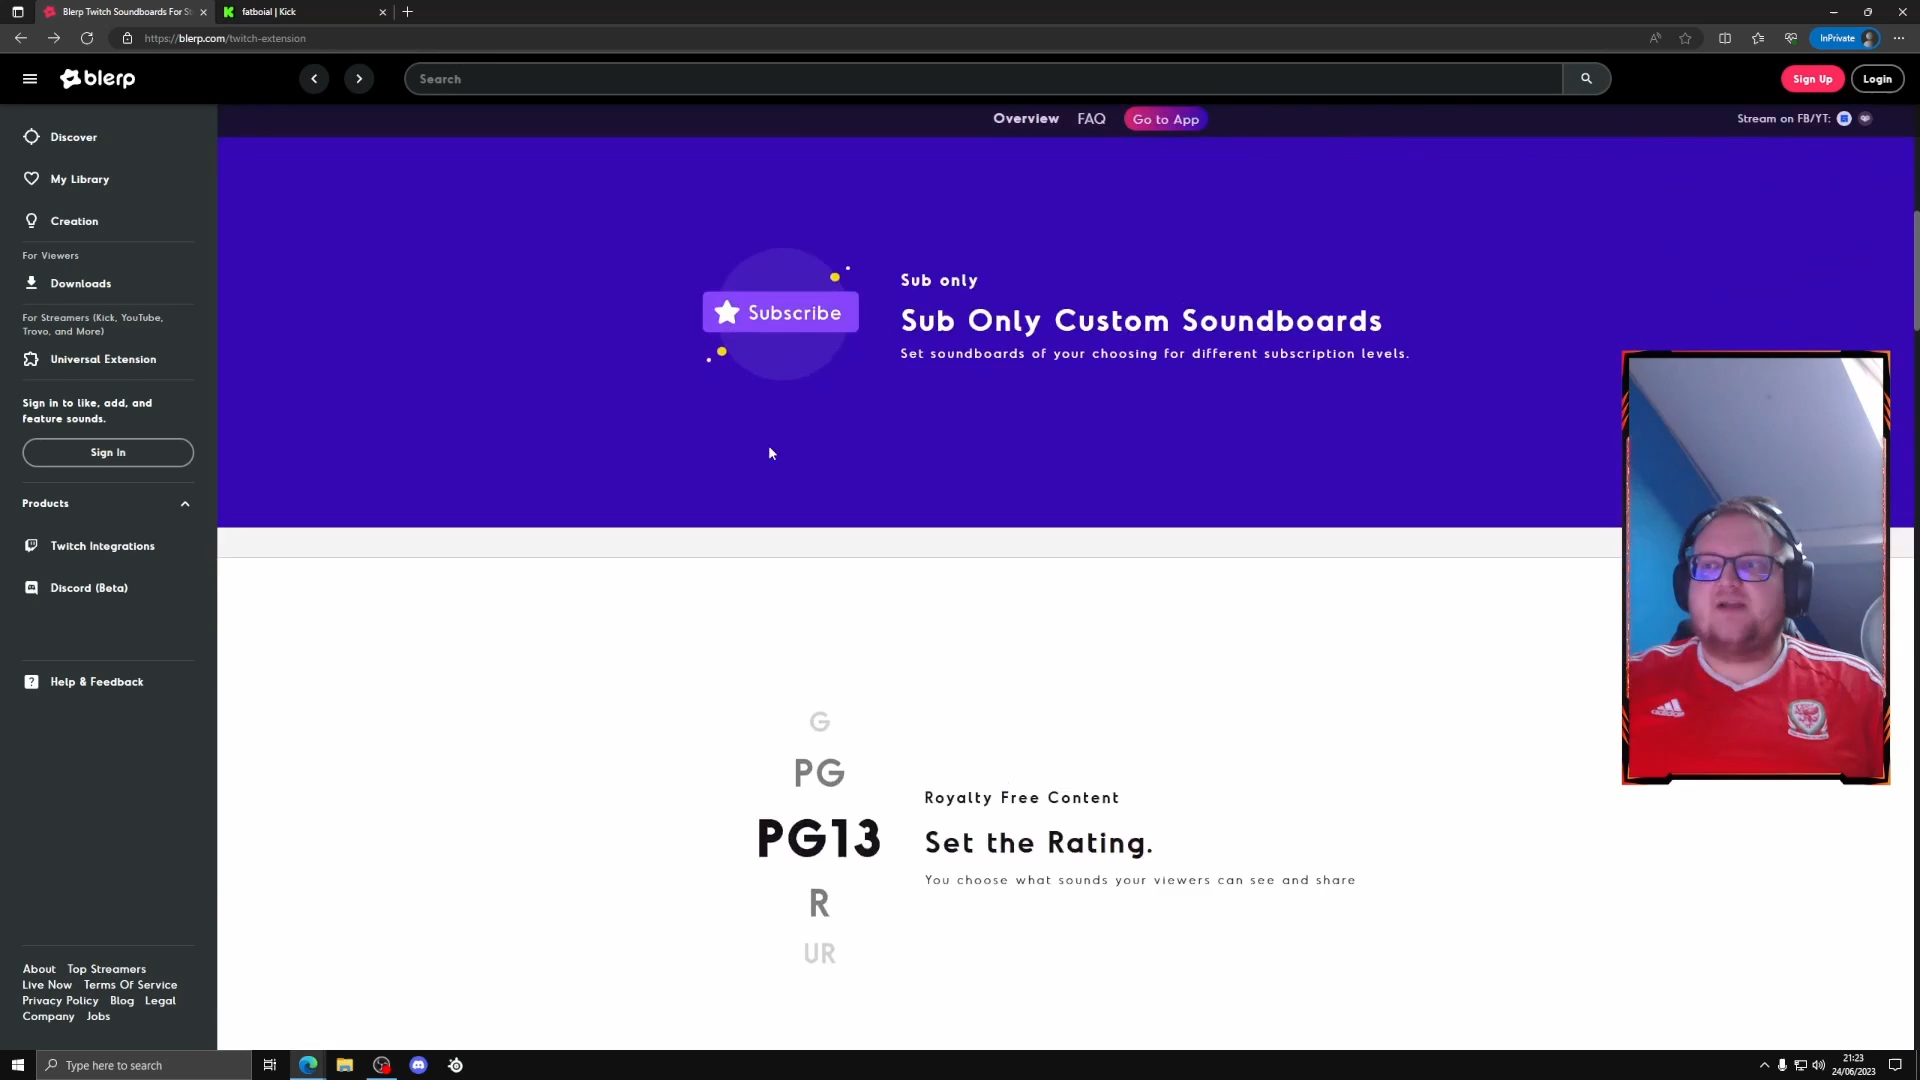 Blerp Twitch Soundboards For St
fatboial | Kick
https://blerp.com/twitch-extension
InPrivate
blerp
Search
Sign Up
Login
Overview
FAQ
Go to App
Stream on FB/YT:
Discover
My Library
Creation
For Viewers
Downloads
For Streamers (Kick, YouTube,
Trovo, and More)
Universal Extension
Sign in to like, add, and
feature sounds.
Sign In
Products
Twitch Integrations
Discord (Beta)
Help & Feedback
About Top Streamers
Live Now Terms Of Service
Privacy Policy Blog Legal
Company Jobs
Subscribe
Sub only
Sub Only Custom Soundboards
Set soundboards of your choosing for different subscription levels.
G
PG
PG13
R
UR
Royalty Free Content
Set the Rating.
You choose what sounds your viewers can see and share
Type here to search
21:23
24/06/2023